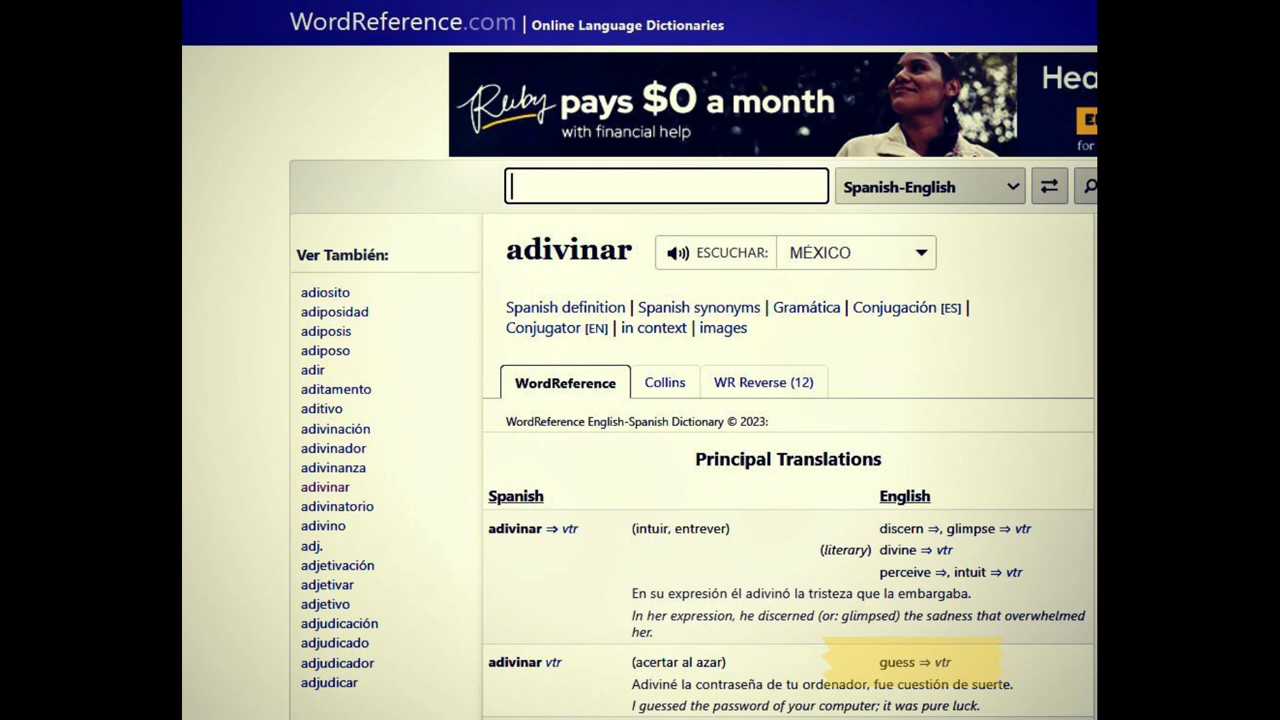 WordReference.com | Online Language Dictionaries
Ruby pays $0 a month
with financial help
Hea
for
Spanish-English
Ver También:
adiosito
adiposidad
adiposis
adiposo
adir
aditamento
aditivo
adivinación
adivinador
adivinanza
adivinar
adivinatorio
adivino
adj.
adjetivación
adjetivar
adjetivo
adjudicación
adjudicado
adjudicador
adjudicar
adivinar
ESCUCHAR: MÉXICO
Spanish definition | Spanish synonyms | Gramática | Conjugación [ES] |
Conjugator [EN] | in context | images
WordReference Collins WR Reverse (12)
WordReference English-Spanish Dictionary © 2023:
Principal Translations
Spanish English
adivinar ⇒ vtr (intuir, entrever) discern ⇒, glimpse ⇒ vtr
(literary) divine ⇒ vtr
perceive ⇒, intuit ⇒ vtr
En su expresión él adivinó la tristeza que la embargaba.
In her expression, he discerned (or: glimpsed) the sadness that overwhelmed
her.
adivinar vtr (acertar al azar) guess ⇒ vtr
Adiviné la contraseña de tu ordenador, fue cuestión de suerte.
I guessed the password of your computer; it was pure luck.